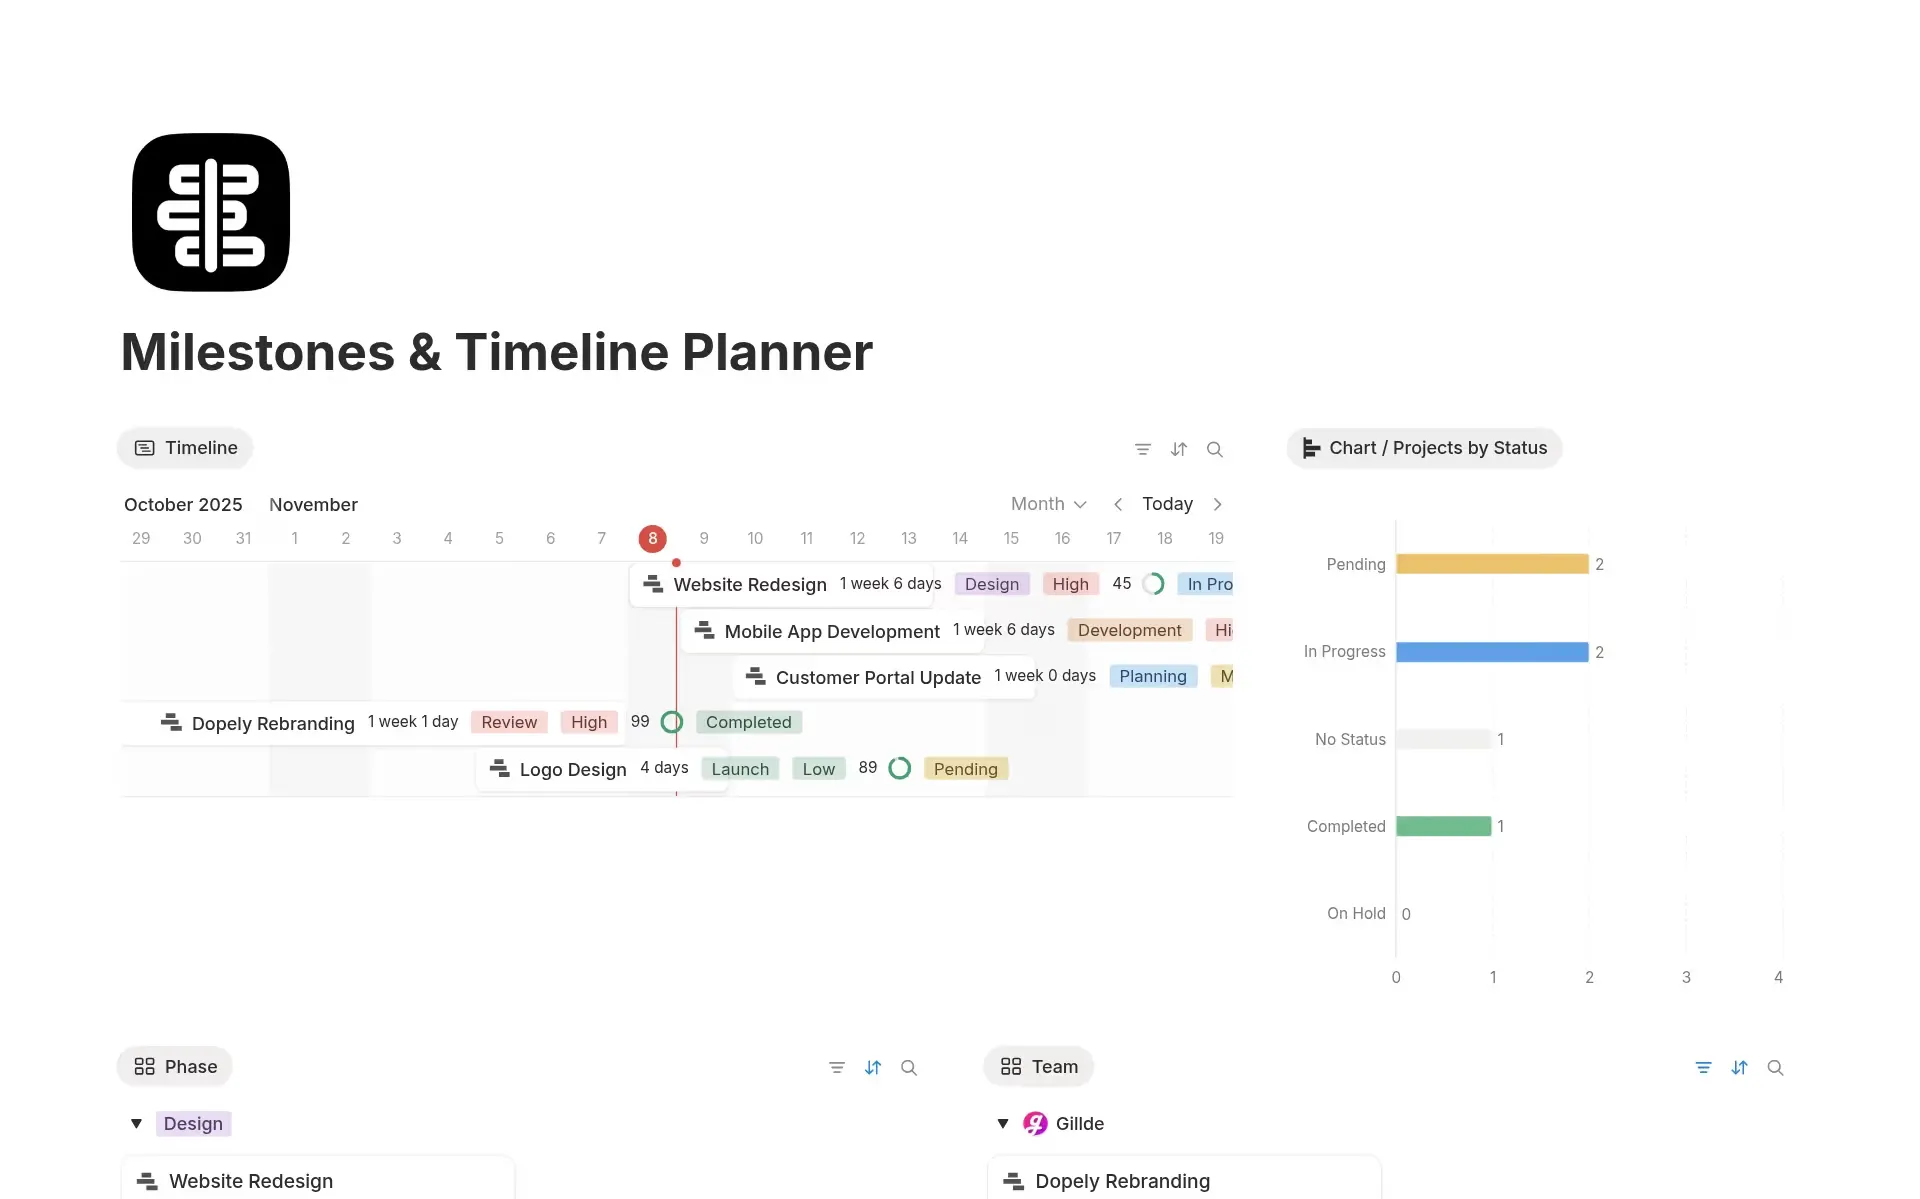 Milestones & Timeline Planner
Timeline
October 2025 November
Month Today
29 30 31 1 2 3 4 5 6 7 8 9 10 11 12 13 14 15 16 17 18 19
Website Redesign 1 week 6 days Design High 45 In Pro
Mobile App Development 1 week 6 days Development Hi
Customer Portal Update 1 week 0 days Planning M
Dopely Rebranding 1 week 1 day Review High 99 Completed
Logo Design 4 days Launch Low 89 Pending
Chart / Projects by Status
Pending 2
In Progress 2
No Status 1
Completed 1
On Hold 0
0 1 2 3 4
Phase
Design
Website Redesign
Team
Gillde
Dopely Rebranding